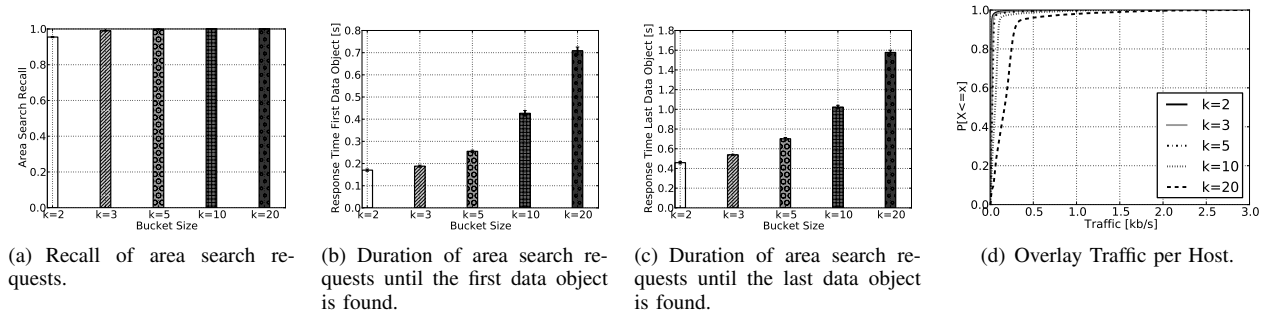 1.0
0.8
0.6
0.4
0.2
0.0
Area Search Recall
k=2 k=3 k=5 k=10 k=20
Bucket Size
(a) Recall of area search re-
quests.
0.8
0.7
0.6
0.5
0.4
0.3
0.2
0.1
0.0
Response Time First Data Object [s]
k=2 k=3 k=5 k=10 k=20
Bucket Size
(b) Duration of area search re-
quests until the first data object
is found.
1.8
1.6
1.4
1.2
1.0
0.8
0.6
0.4
0.2
0.0
Response Time Last Data Object [s]
k=2 k=3 k=5 k=10 k=20
Bucket Size
(c) Duration of area search re-
quests until the last data object
is found.
1.0
0.8
0.6
0.4
0.2
0.0
P[X<=x]
k=2
k=3
k=5
k=10
k=20
0.0 0.5 1.0 1.5 2.0 2.5 3.0
Traffic [kb/s]
(d) Overlay Traffic per Host.